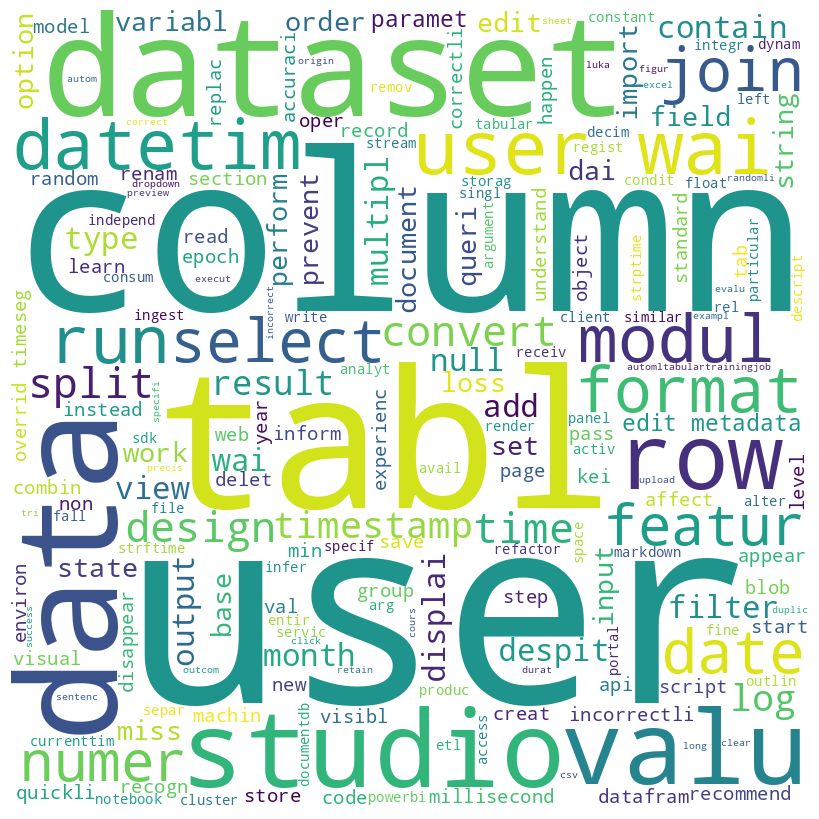 model
variabl
order
paramet
edit
constant
sheet
contain
dataset
option
autom
origin
replac
accuraci
remov
correctli
happen
luka
import
figur
integr
dynam
excel
join
left
correct
oper
tabular
decim
field
string
datetim
record
stream
user wai
regist
random
renam
dropdown
section
preview
multipl
storag
singl
dai
condit
float
randomli
column
independ
type
learn
read
epoch
consum
execut
perform
prevent
document
queri
argument
understand
object
strptime
standard
tab
particular
rel
evalu
descript
ingest
incorrect
write
client
similar
exampl
run
select
convert
modul
receiv
automltabulartrainingjob
override timeseg
split
specifi
result
analyt
null
loss
add
render
panel
format
instead
sdk
web
year
inform
experienc
set
pass
activ
edit metadata
work
precis
wai
delet
avail
page
kei
row
upload
level
combin
tri
non
fall
view
file
tabl
affect
alter
data
design
timestamp
time
space
featur
strftime
min
specif
save
refactor
markdown
environ
state
infer
input
appear
success
output
base
val
group
arg
displai
step
filter
blob
disappear
entir
servic
click
cours
despit
portal
duplic
visual
outcom
month
retain
user
durat
fine
start
date
sentenc
new
produc
api
script
outlin
miss
separ
machin
visibl
creat
incorrectli
log
currenttim
recogn
documentdb
etl
access
long
clear
numer
studio
valu
csv
quickli
notebook
cluster
store
code
powerbi
millisecond
datafram
recommend